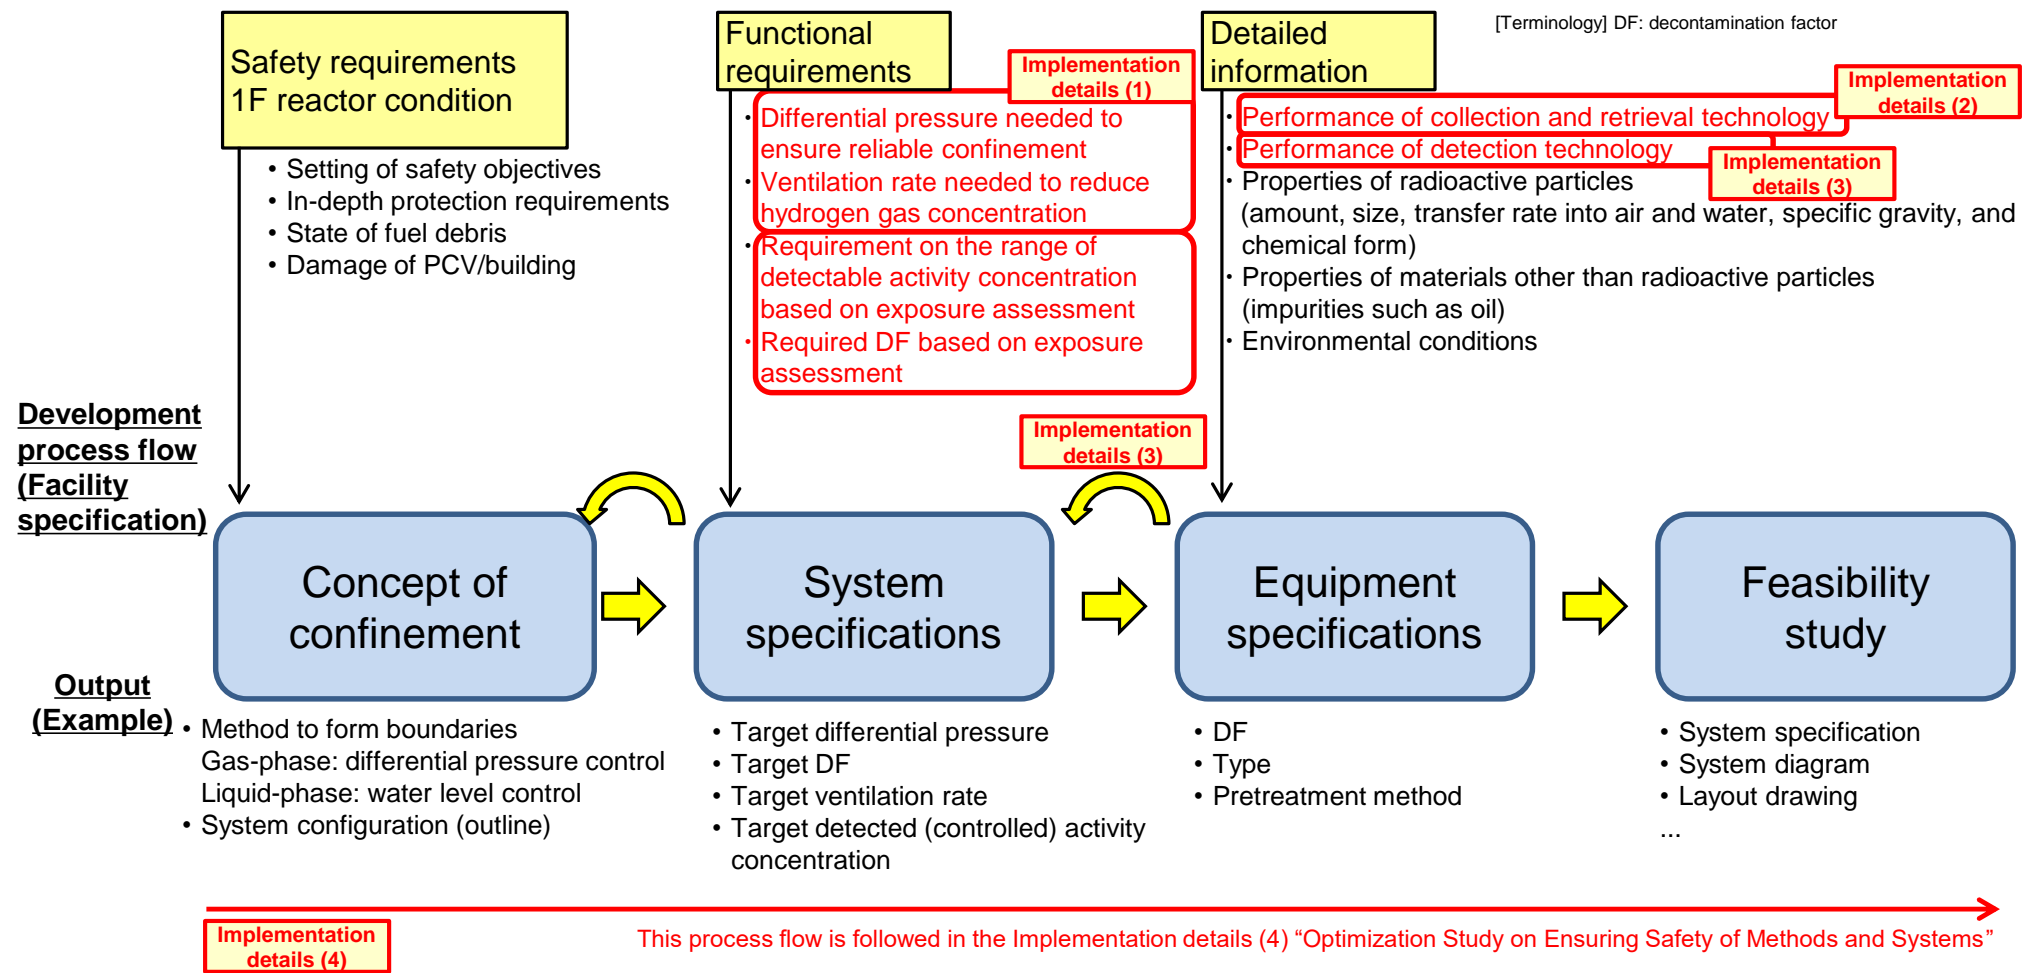 [Terminology] DF: decontamination factor
Safety requirements
1F reactor condition
• Setting of safety objectives
• In-depth protection requirements
• State of fuel debris
• Damage of PCV/building
Functional
requirements
Implementation
details (1)
・Differential pressure needed to
ensure reliable confinement
・Ventilation rate needed to reduce
hydrogen gas concentration
・Requirement on the range of
detectable activity concentration
based on exposure assessment
・Required DF based on exposure
assessment
Detailed
information
Implementation
details (2)
・Performance of collection and retrieval technology
・Performance of detection technology
Implementation
details (3)
・Properties of radioactive particles
(amount, size, transfer rate into air and water, specific gravity, and
chemical form)
・Properties of materials other than radioactive particles
(impurities such as oil)
・Environmental conditions
Development
process flow
(Facility
specification)
Implementation
details (3)
Concept of
confinement
System
specifications
Equipment
specifications
Feasibility
study
Output
(Example)
• Method to form boundaries
Gas-phase: differential pressure control
Liquid-phase: water level control
• System configuration (outline)
• Target differential pressure
• Target DF
• Target ventilation rate
• Target detected (controlled) activity
concentration
• DF
• Type
• Pretreatment method
• System specification
• System diagram
• Layout drawing
...
Implementation
details (4)
This process flow is followed in the Implementation details (4) “Optimization Study on Ensuring Safety of Methods and Systems”